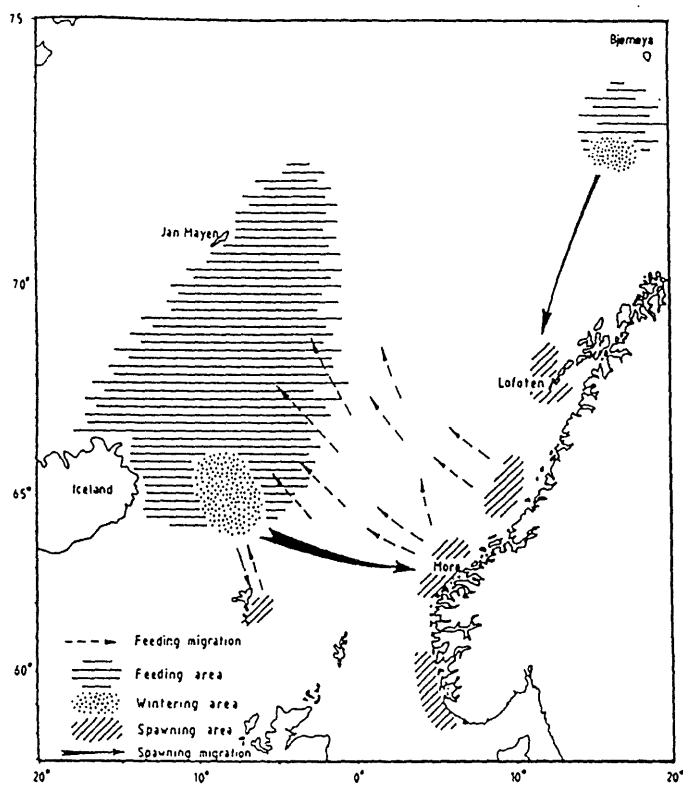 75
Bjørnøya
Jan Mayen
70°
Lofoten
65°
Iceland
Møre
60°
Feeding migration
Feeding area
Wintering area
Spawning area
Spawning migration
20°
10°
0°
10°
20°